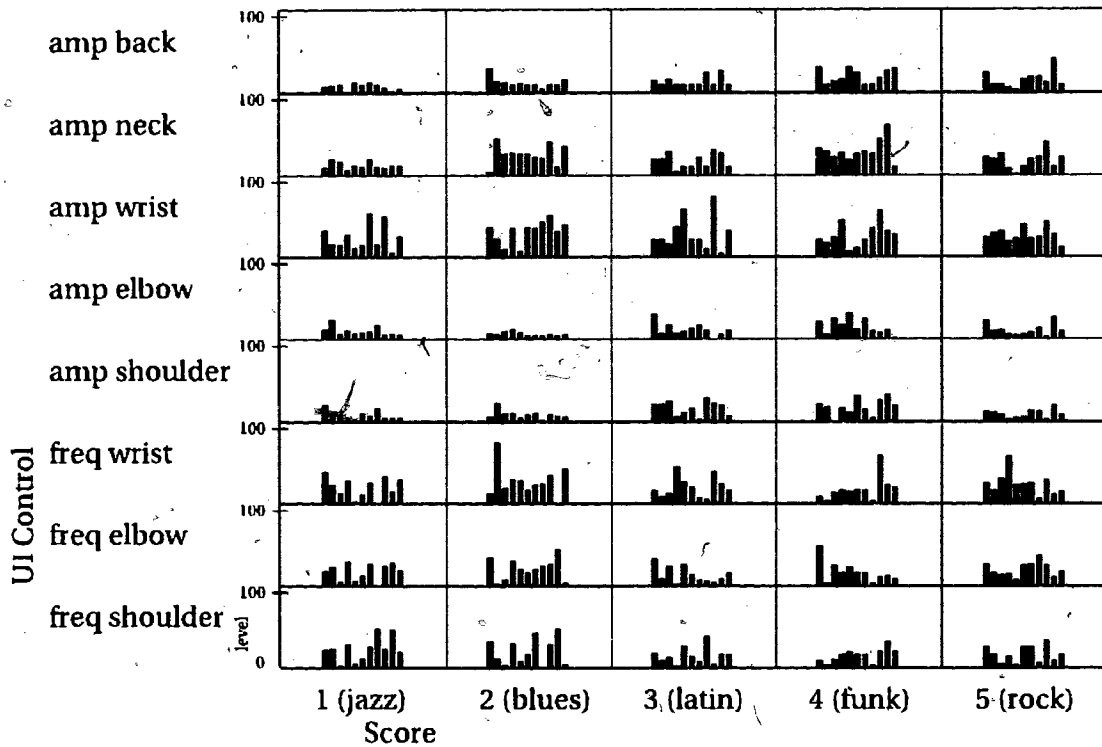 100
amp back
100
amp neck
100
amp wrist
100
amp elbow
100
amp shoulder
100
freq wrist
100
freq elbow
100
freq shoulder
level
0
UI Control
1 (jazz) 2 (blues) 3 (latin) 4 (funk) 5 (rock)
Score